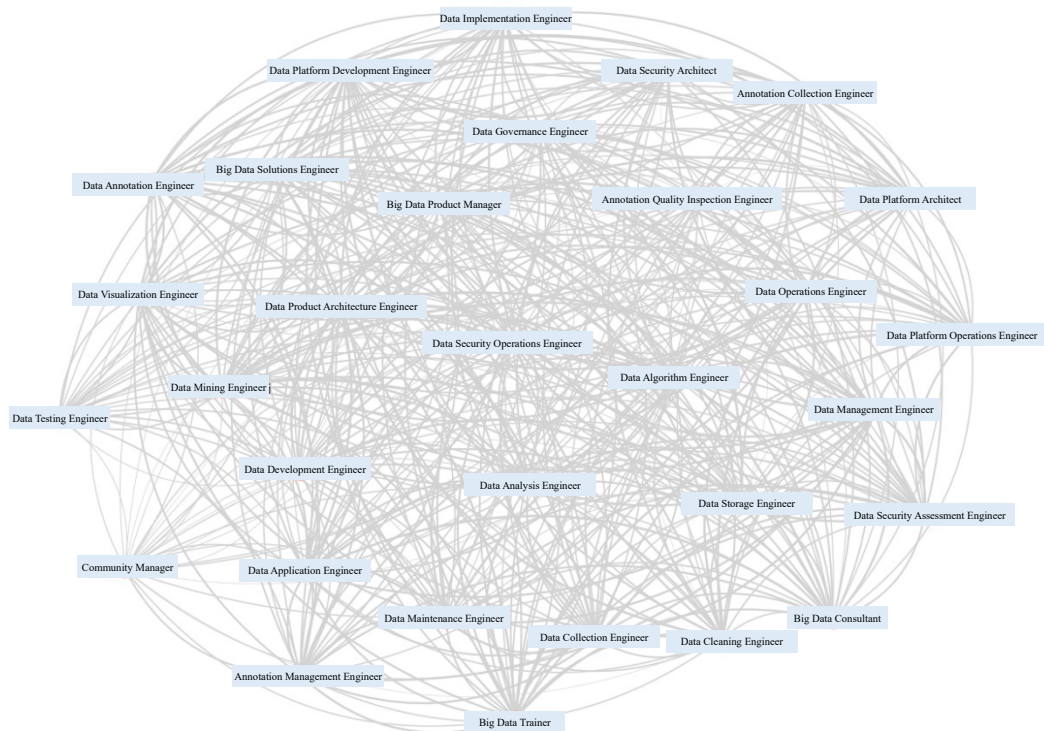 Data Implementation Engineer
Data Platform Development Engineer
Data Security Architect
Annotation Collection Engineer
Data Governance Engineer
Big Data Solutions Engineer
Data Annotation Engineer
Big Data Product Manager
Annotation Quality Inspection Engineer
Data Platform Architect
Data Visualization Engineer
Data Product Architecture Engineer
Data Operations Engineer
Data Platform Operations Engineer
Data Security Operations Engineer
Data Mining Engineer
Data Algorithm Engineer
Data Testing Engineer
Data Management Engineer
Data Development Engineer
Data Analysis Engineer
Data Storage Engineer
Data Security Assessment Engineer
Community Manager
Data Application Engineer
Data Maintenance Engineer
Big Data Consultant
Data Collection Engineer
Data Cleaning Engineer
Annotation Management Engineer
Big Data Trainer